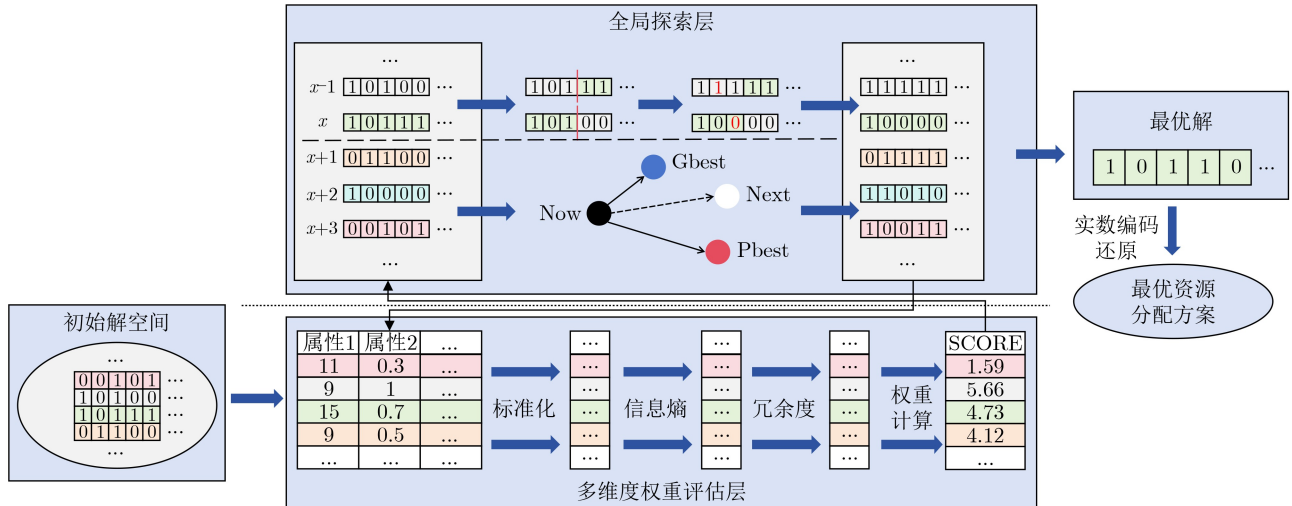 全局探索层
...
x-1 1 0 1 0 0 ...
x 1 0 1 1 1 ...
x+1 0 1 1 0 0 ...
x+2 1 0 0 0 0 ...
x+3 0 0 1 0 1 ...
...
1 0 1 1 1 ...
1 0 1 0 0 ...
1 1 1 1 1 ...
1 0 0 0 0 ...
Gbest
Now
Next
Pbest
...
1 1 1 1 1 ...
1 0 0 0 0 ...
0 1 1 1 1 ...
1 1 0 1 0 ...
1 0 0 1 1 ...
...
最优解
1 0 1 1 0 ...
实数编码
还原
最优资源
分配方案
初始解空间
...
0 0 1 0 1 ...
1 0 1 0 0 ...
1 0 1 1 1 ...
0 1 1 0 0 ...
...
属性1 属性2 ...
11 0.3 ...
9 1 ...
15 0.7 ...
9 0.5 ...
... ... ...
标准化
...
...
...
...
...
...
信息熵
...
...
...
...
...
...
冗余度
...
...
...
...
...
...
权重
计算
SCORE
1.59
5.66
4.73
4.12
...
多维度权重评估层